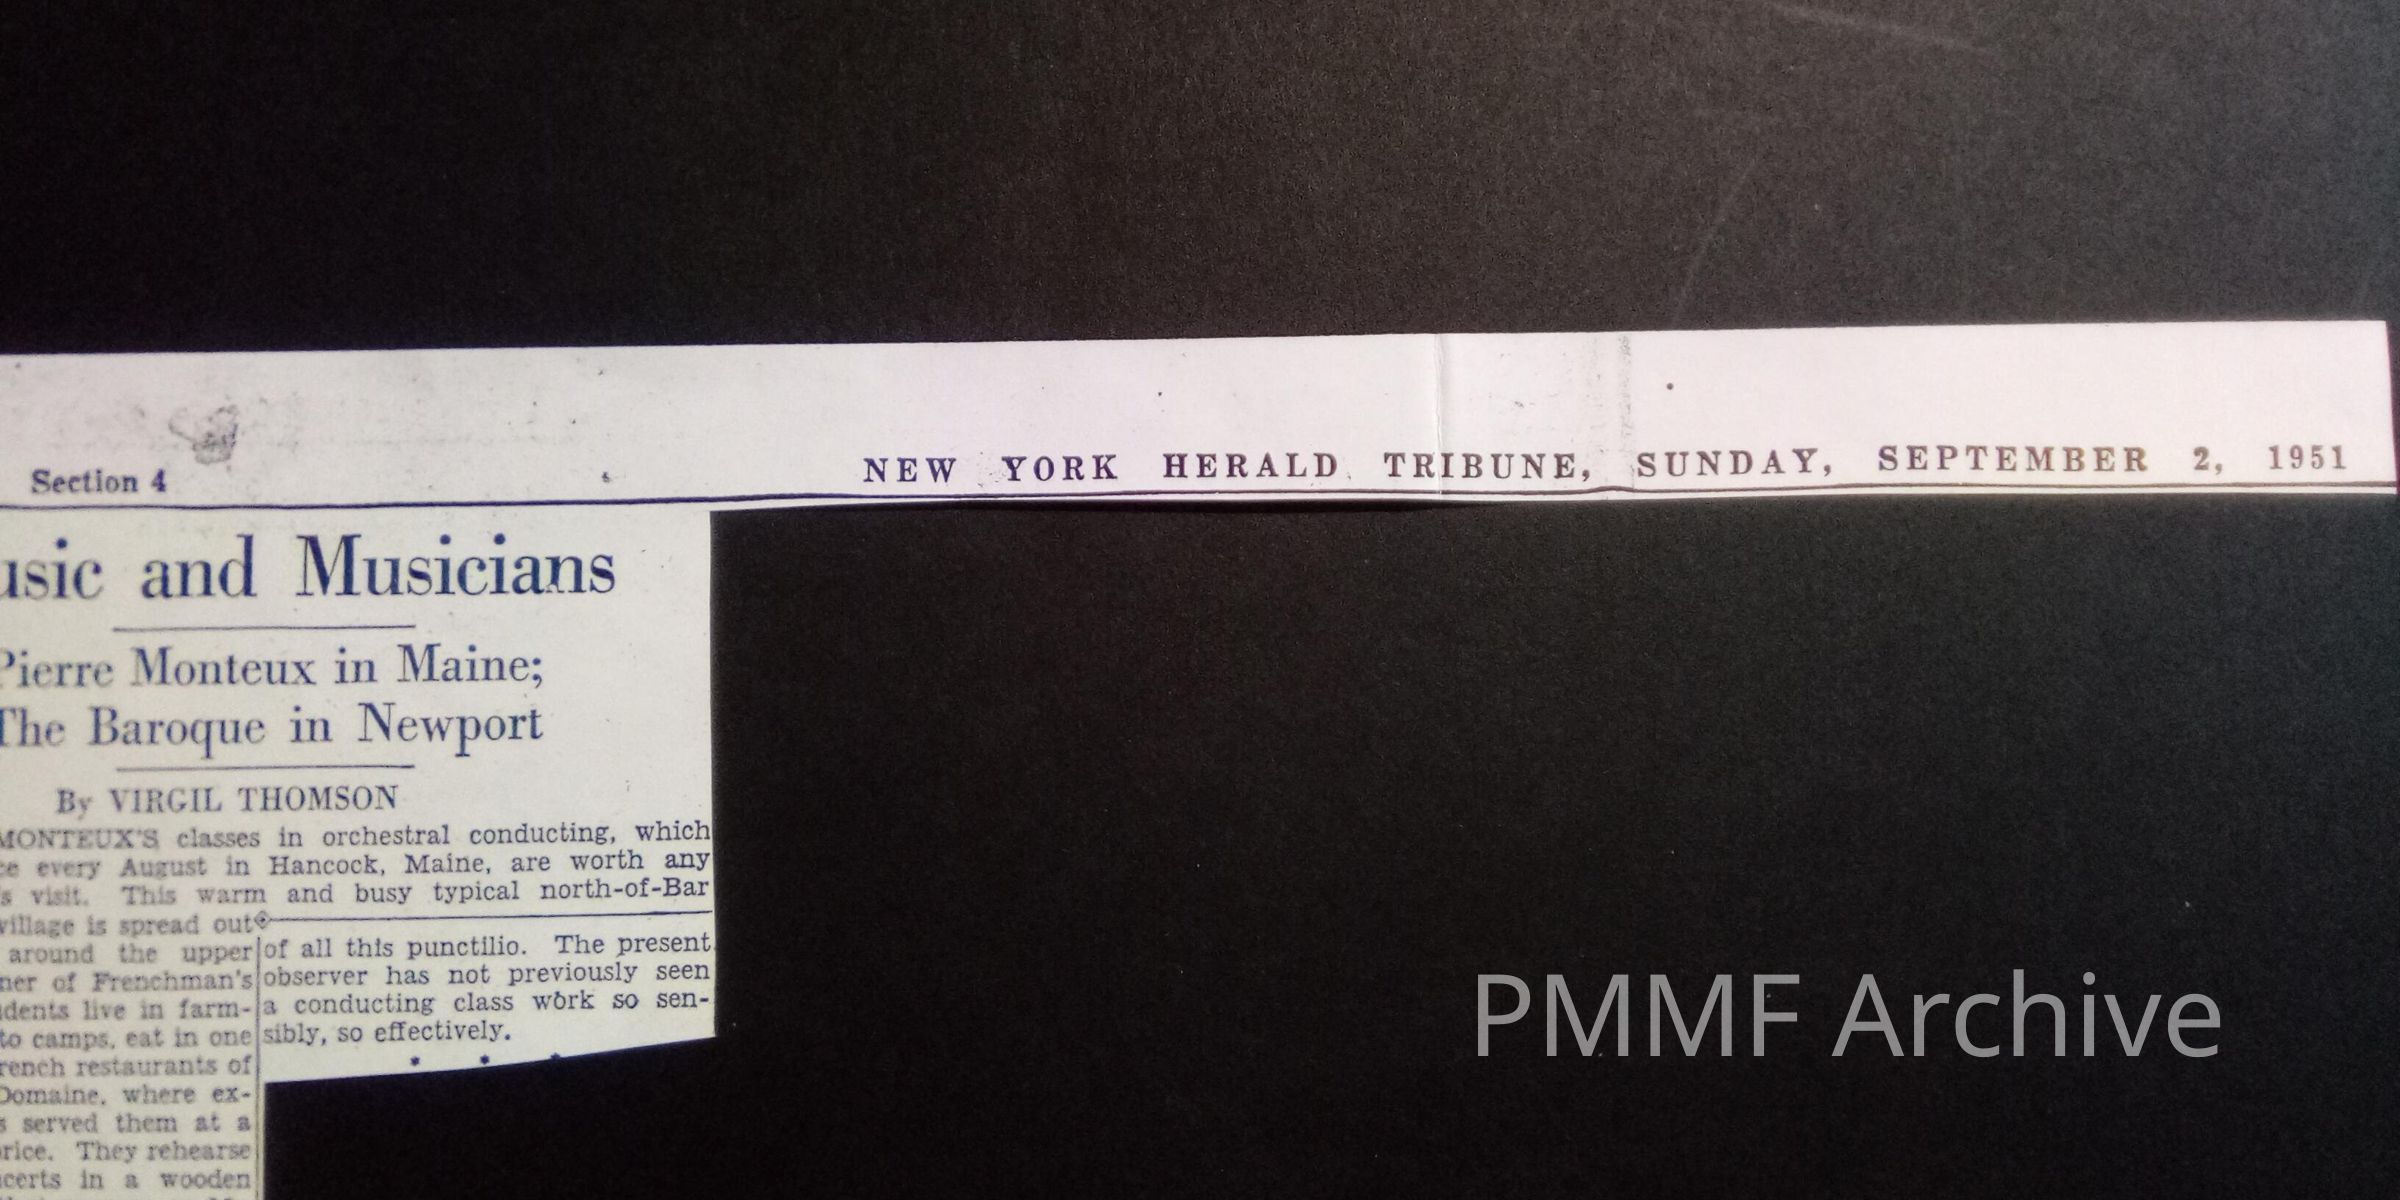 Section 4 NEW YORK HERALD TRIBUNE, SUNDAY, SEPTEMBER 2, 1951
usic and Musicians
Pierre Monteux in Maine;
The Baroque in Newport
By VIRGIL THOMSON
MONTEUX'S classes in orchestral conducting, which
ce every August in Hancock, Maine, are worth any
s visit. This warm and busy typical north-of-Bar
village is spread out
around the upper
ner of Frenchman's
dents live in farm-
to camps, eat in one
rench restaurants of
Domaine, where ex-
s served them at a
price. They rehearse
certs in a wooden
of all this punctilio. The present
observer has not previously seen
a conducting class work so sen-
sibly, so effectively.
PMMF Archive